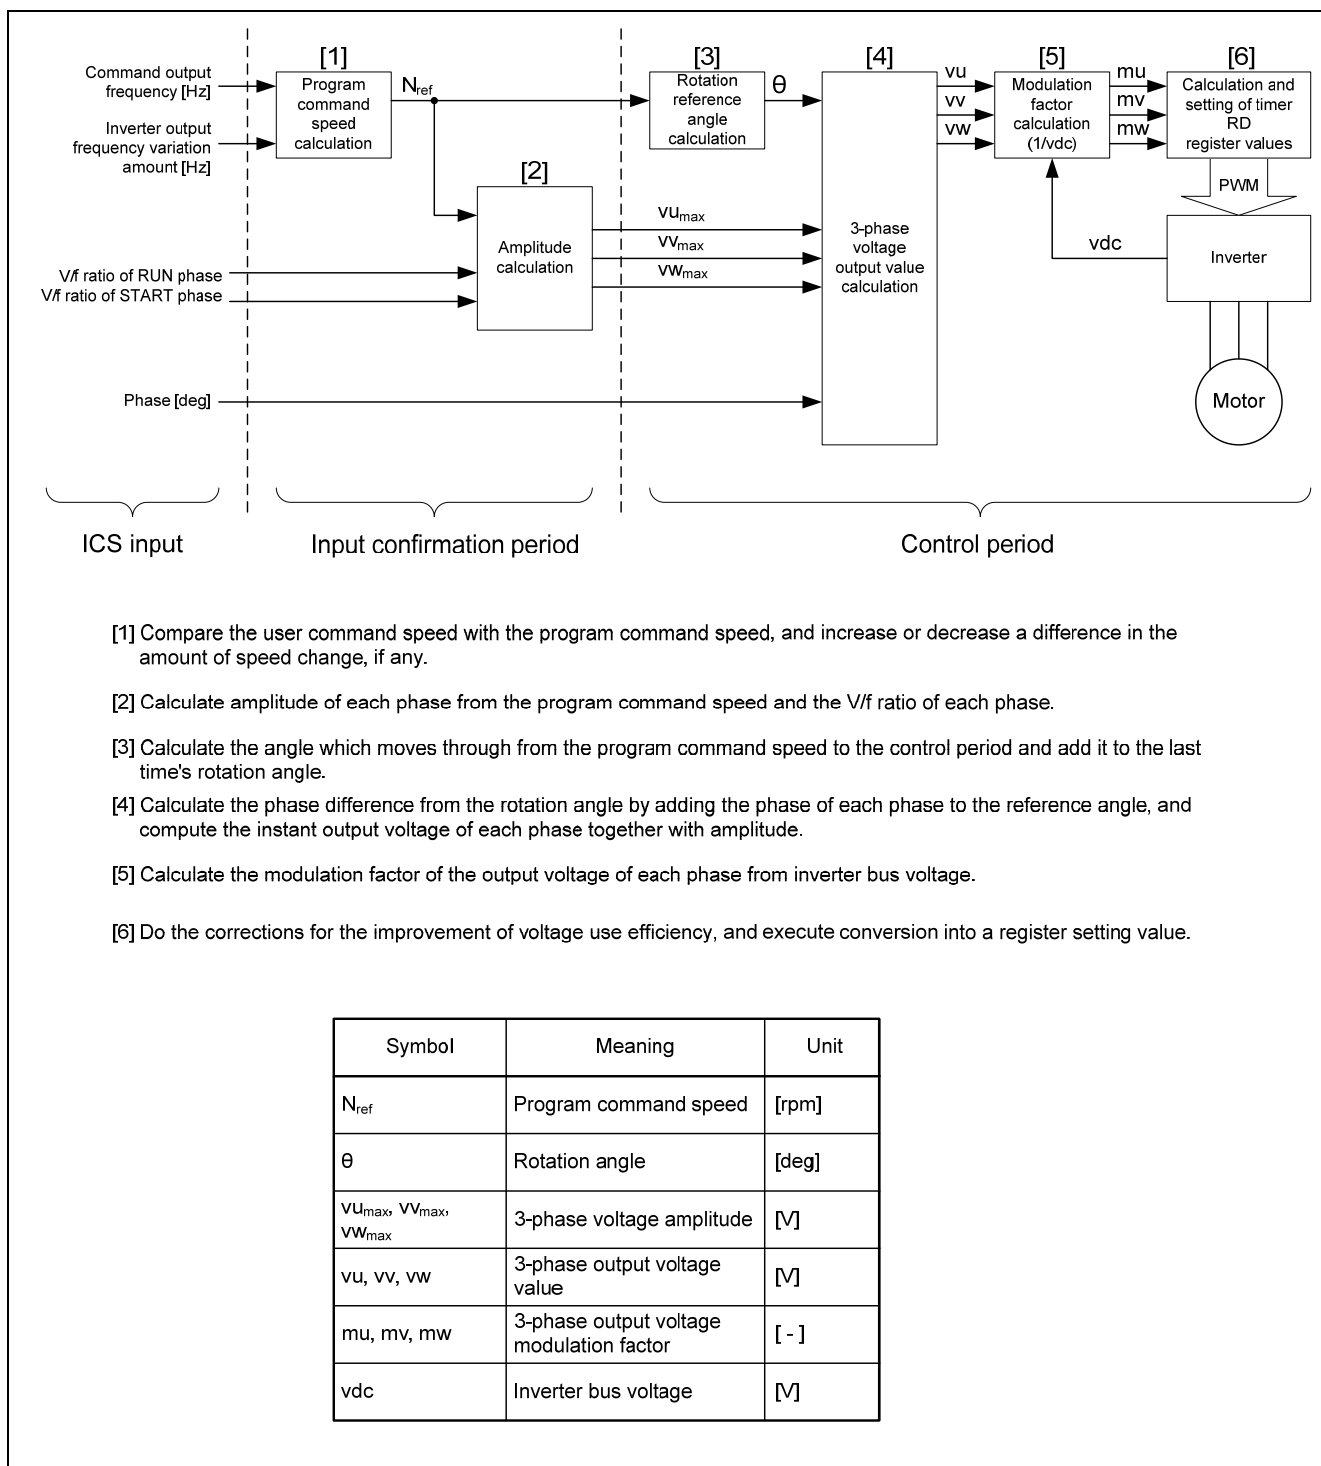 [1]
Command output
frequency [Hz]
Inverter output
frequency variation
amount [Hz]
Program
command
speed
calculation
Nref
[2]
Amplitude
calculation
V/f ratio of RUN phase
V/f ratio of START phase
Phase [deg]
[3]
Rotation
reference
angle
calculation
θ
vumax
vvmax
vwmax
[4]
3-phase
voltage
output value
calculation
vu
vv
vw
[5]
Modulation
factor
calculation
(1/vdc)
mu
mv
mw
[6]
Calculation and
setting of timer
RD
register values
PWM
vdc
Inverter
Motor
ICS input
Input confirmation period
Control period
[1] Compare the user command speed with the program command speed, and increase or decrease a difference in the
amount of speed change, if any.
[2] Calculate amplitude of each phase from the program command speed and the V/f ratio of each phase.
[3] Calculate the angle which moves through from the program command speed to the control period and add it to the last
time's rotation angle.
[4] Calculate the phase difference from the rotation angle by adding the phase of each phase to the reference angle, and
compute the instant output voltage of each phase together with amplitude.
[5] Calculate the modulation factor of the output voltage of each phase from inverter bus voltage.
[6] Do the corrections for the improvement of voltage use efficiency, and execute conversion into a register setting value.
Symbol Meaning Unit
Nref Program command speed [rpm]
θ Rotation angle [deg]
vumax, vvmax,
vwmax
3-phase voltage amplitude [V]
vu, vv, vw
3-phase output voltage
value
[V]
mu, mv, mw
3-phase output voltage
modulation factor
[ - ]
vdc Inverter bus voltage [V]